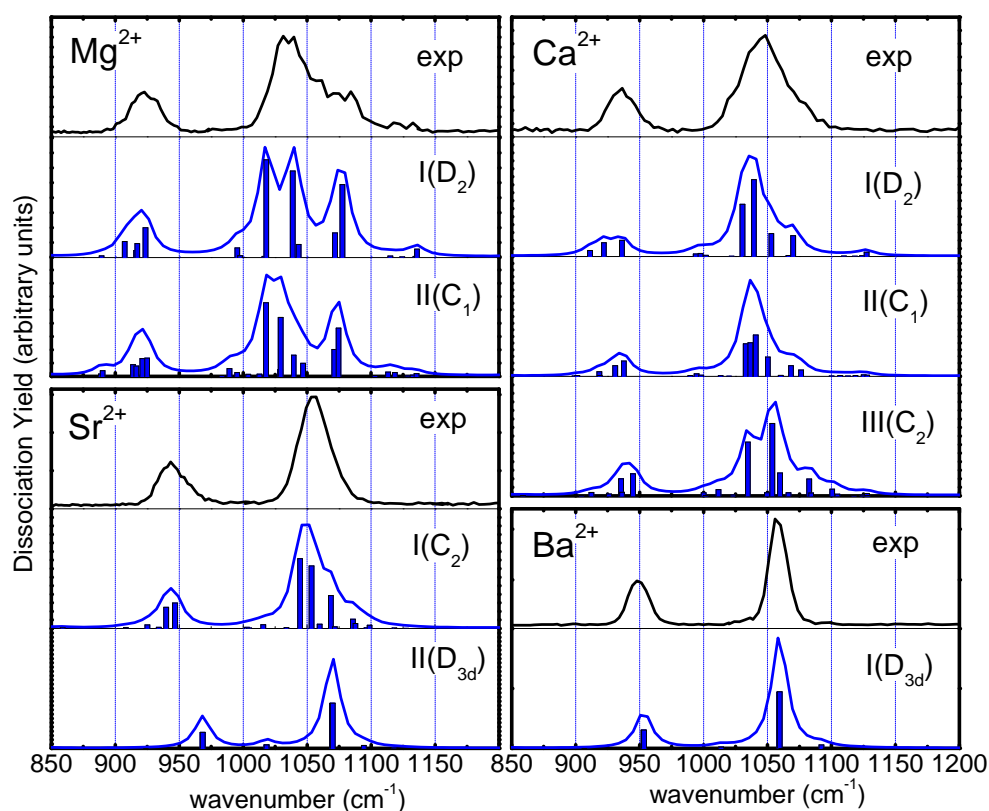 Dissociation Yield (arbitrary units)
Mg²⁺
exp
I(D₂)
II(C₁)
Sr²⁺
exp
I(C₂)
II(D₃d)
850 900 950 1000 1050 1100 1150
wavenumber (cm⁻¹)
Ca²⁺
exp
I(D₂)
II(C₁)
III(C₂)
Ba²⁺
exp
I(D₃d)
850 900 950 1000 1050 1100 1150 1200
wavenumber (cm⁻¹)